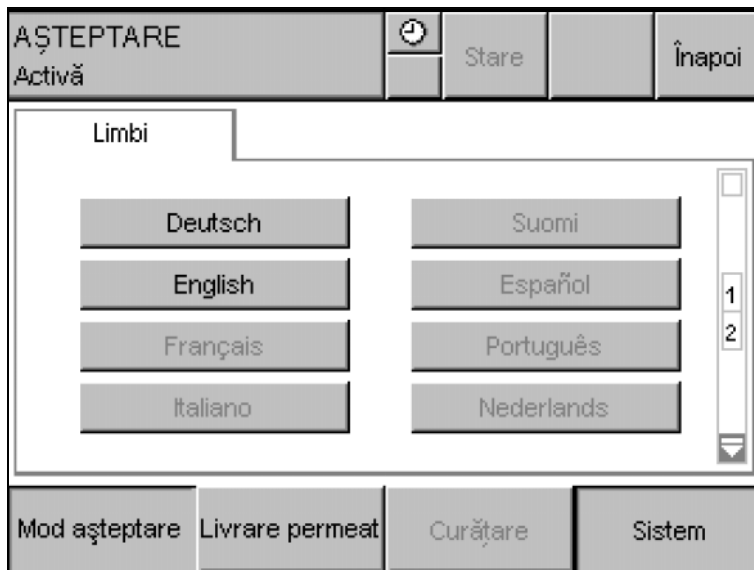 AȘTEPTARE
Activă
Stare
Înapoi
Limbi
Deutsch
Suomi
English
Español
Français
Português
Italiano
Nederlands
1
2
Mod aşteptare
Livrare permeat
Curățare
Sistem